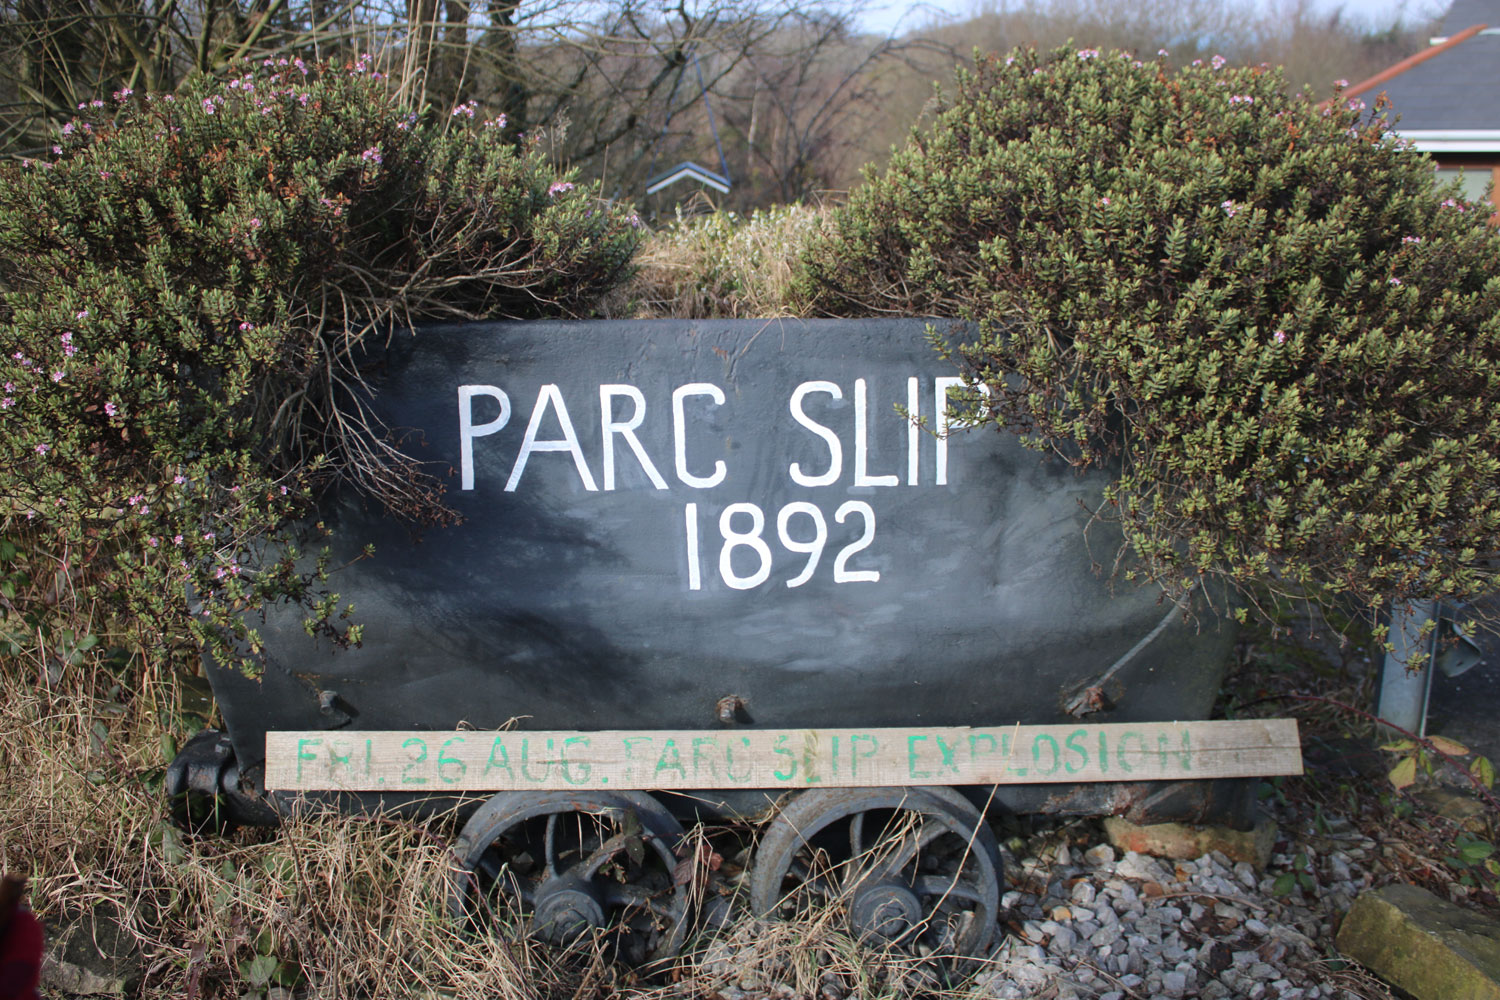 PARC SLIP
1892
FRI. 26 AUG. PARC SLIP EXPLOSION